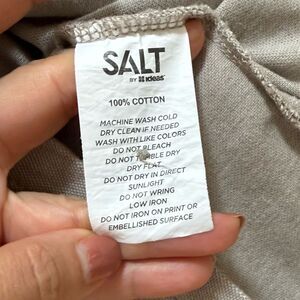 SALT
BY ideas
100% COTTON
MACHINE WASH COLD
DRY CLEAN IF NEEDED
WASH WITH LIKE COLORS
DO NOT BLEACH
DO NOT TUMBLE DRY
DRY FLAT
DO NOT DRY IN DIRECT
SUNLIGHT
DO NOT WRING
LOW IRON
DO NOT IRON ON PRINT OR
EMBELLISHED SURFACE